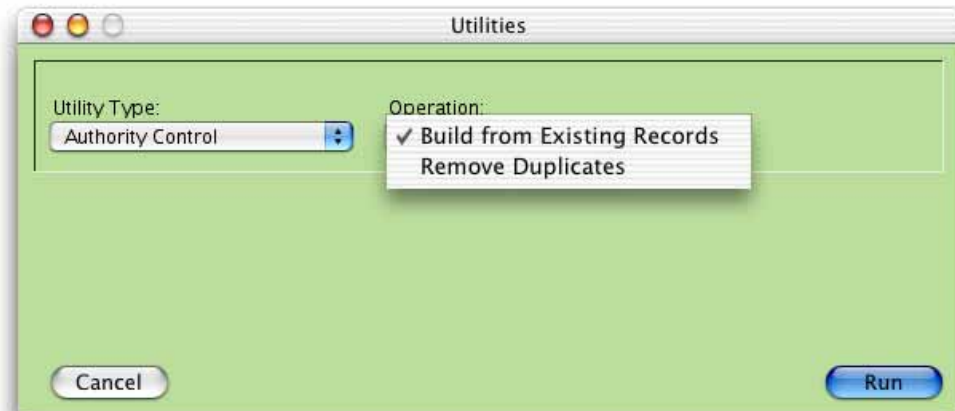 Utilities
Utility Type:
Authority Control
Operation:
✓ Build from Existing Records
Remove Duplicates
Cancel
Run